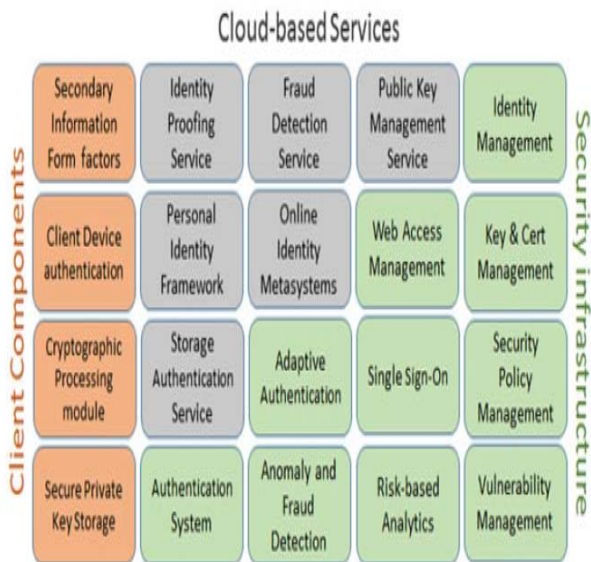 Cloud-based Services
Client Components
Security infrastructure
Secondary
Information
Form factors
Identity
Proofing
Service
Fraud
Detection
Service
Public Key
Management
Service
Identity
Management
Client Device
authentication
Personal
Identity
Framework
Online
Identity
Metasystems
Web Access
Management
Key & Cert
Management
Cryptographic
Processing
module
Storage
Authentication
Service
Adaptive
Authentication
Single Sign-On
Security
Policy
Management
Secure Private
Key Storage
Authentication
System
Anomaly and
Fraud
Detection
Risk-based
Analytics
Vulnerability
Management